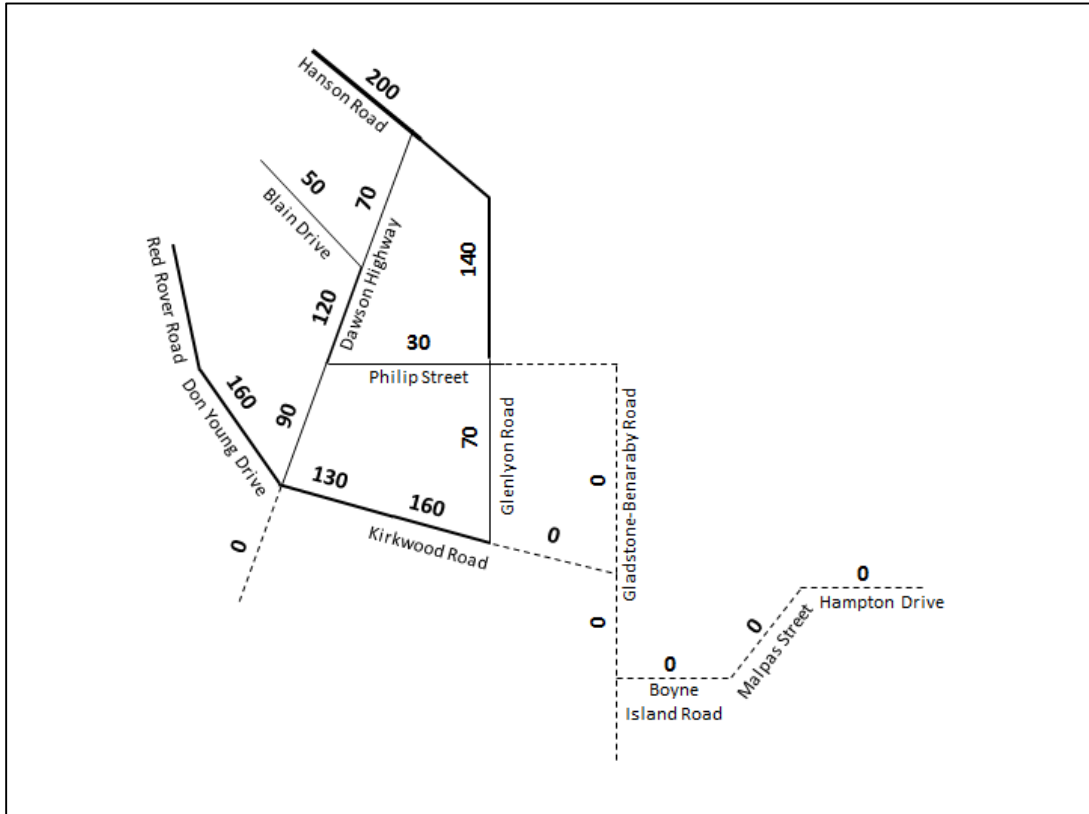 200
Hanson Road
50
Blain Drive
70
Dawson Highway
140
Red Rover Road
120
30
Philip Street
160
Don Young Drive
90
70
Glenlyon Road
Gladstone-Benaraby Road
0
130
160
Kirkwood Road
0
0
0
0
Hampton Drive
0
Malpas Street
0
Boyne
Island Road